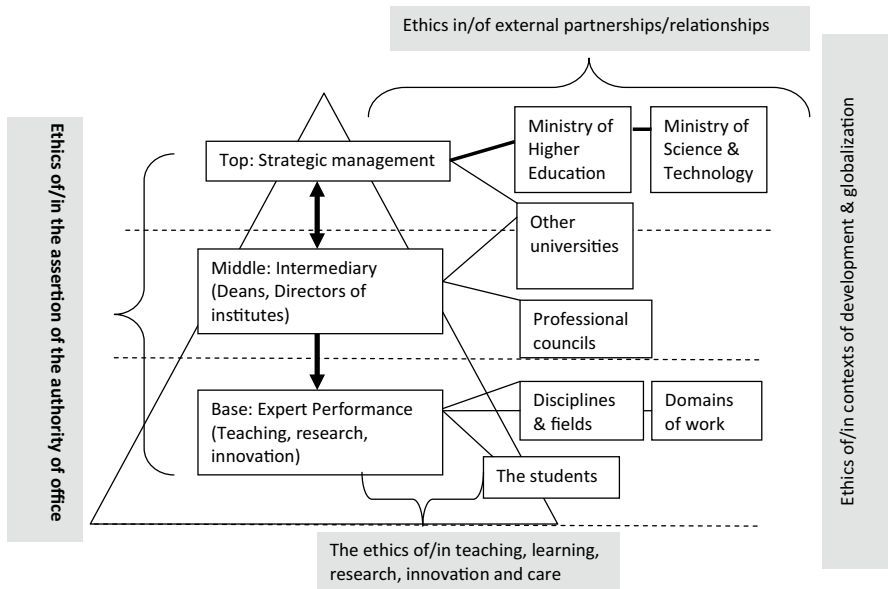 Ethics in/of external partnerships/relationships
Ethics of/in the assertion of the authority of office
Top: Strategic management
Ministry of
Higher
Education
Ministry of
Science &
Technology
Other
universities
Middle: Intermediary
(Deans, Directors of
institutes)
Professional
councils
Base: Expert Performance
(Teaching, research,
innovation)
Disciplines
& fields
Domains
of work
The students
The ethics of/in teaching, learning,
research, innovation and care
Ethics of/in contexts of development & globalization